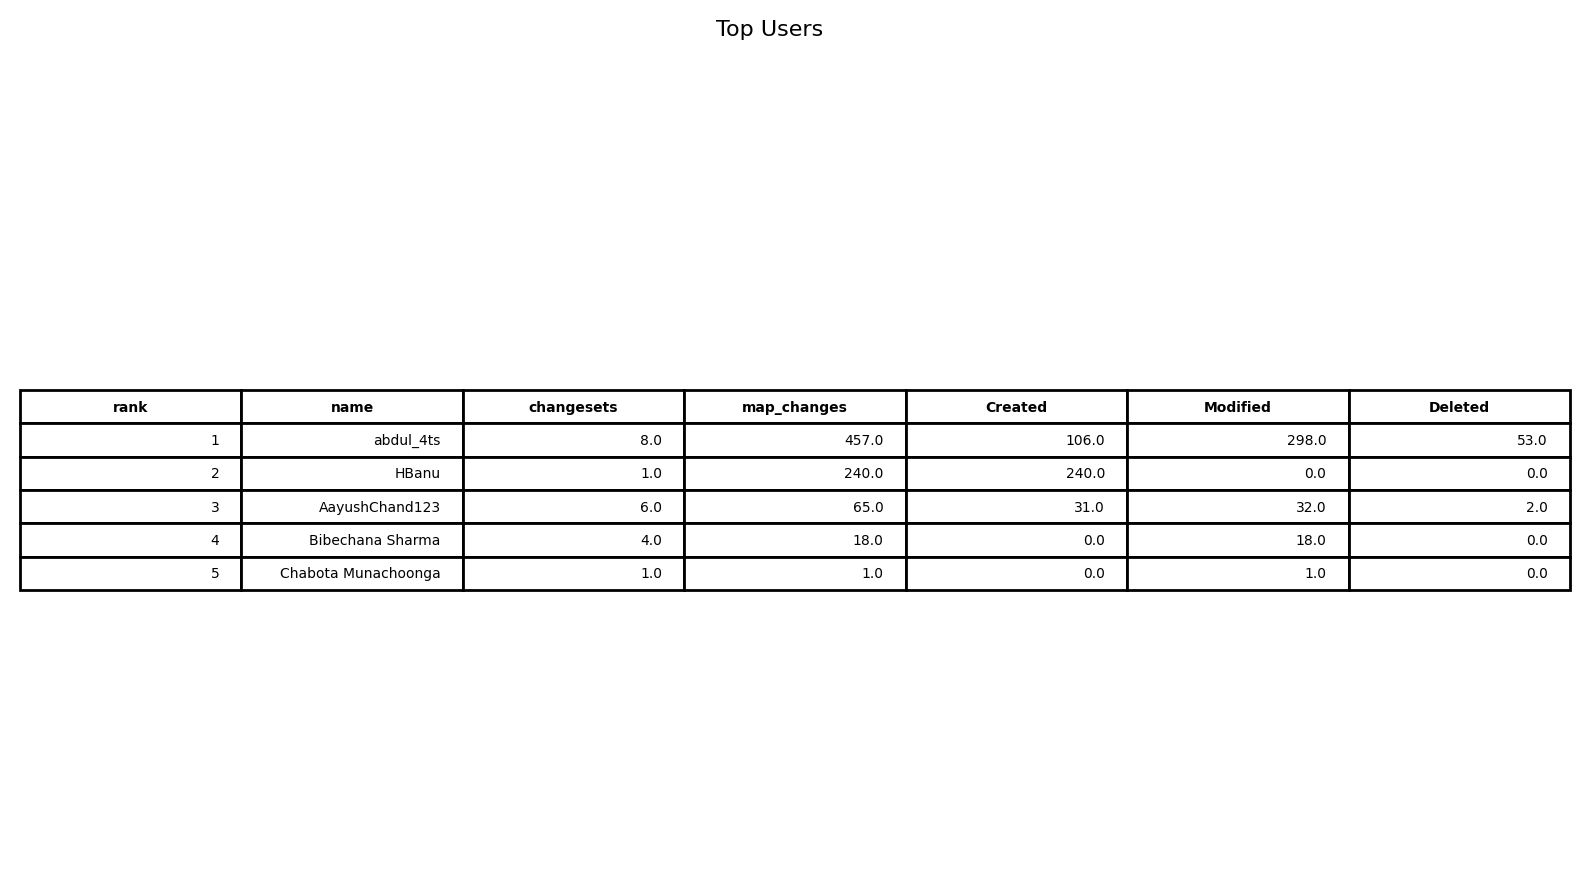 Top Users
rank name changesets map_changes Created Modified Deleted
1 abdul_4ts 8.0 457.0 106.0 298.0 53.0
2 HBanu 1.0 240.0 240.0 0.0 0.0
3 AayushChand123 6.0 65.0 31.0 32.0 2.0
4 Bibechana Sharma 4.0 18.0 0.0 18.0 0.0
5 Chabota Munachoonga 1.0 1.0 0.0 1.0 0.0